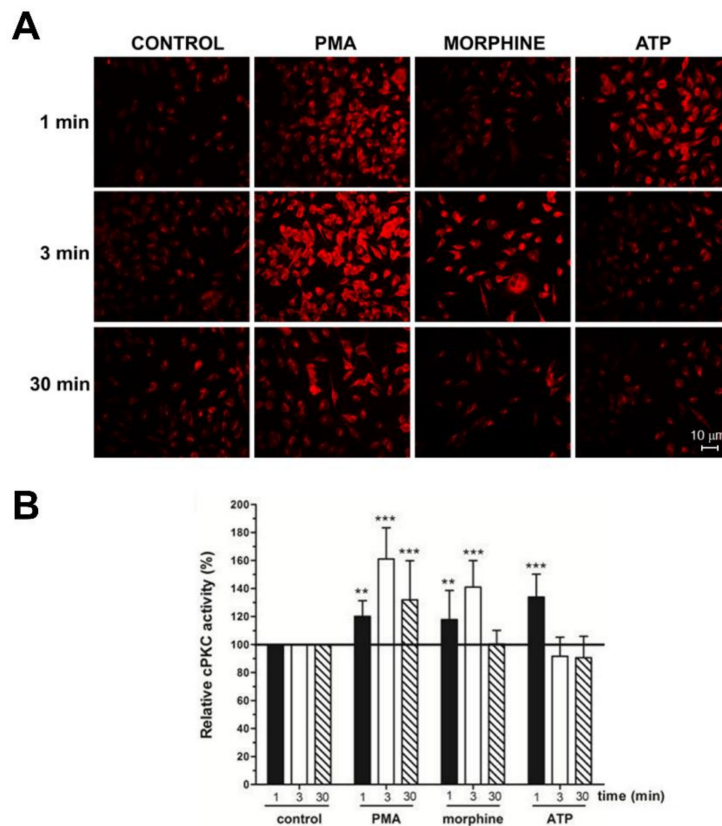 A
CONTROL PMA MORPHINE ATP
1 min
3 min
30 min
10 µm
B
Relative cPKC activity (%)
200
180
160
140
120
100
80
60
40
20
0
** *** *** ** *** ***
1 3 30 1 3 30 1 3 30 1 3 30 time (min)
control PMA morphine ATP